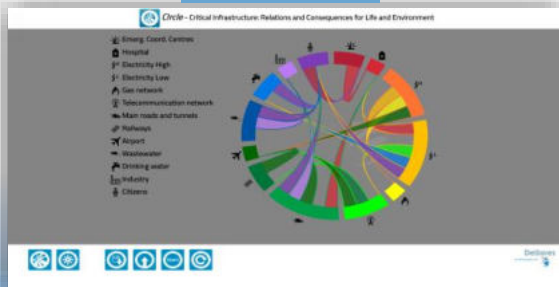 Circle - Critical Infrastructure: Relations and Consequences for Life and Environment
Emerg. Coord. Centres
Hospital
Electricity High
Electricity Low
Gas network
Telecommunication network
Main roads and tunnels
Railways
Airport
Wastewater
Drinking water
Industry
Citizens
Deltares